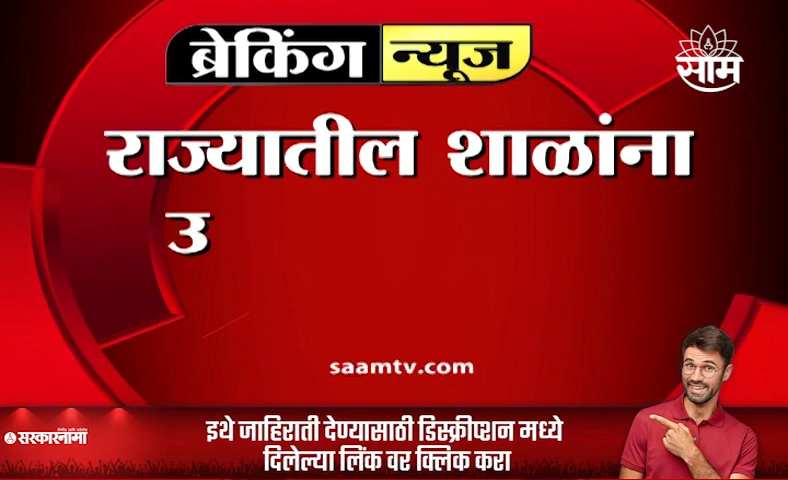 ब्रेकिंग न्यूज
साम
राज्यातील शाळांना
उ
saamtv.com
सरकारनामा
इथे जाहिराती देण्यासाठी डिस्क्रीप्शन मध्ये
दिलेल्या लिंक वर क्लिक करा